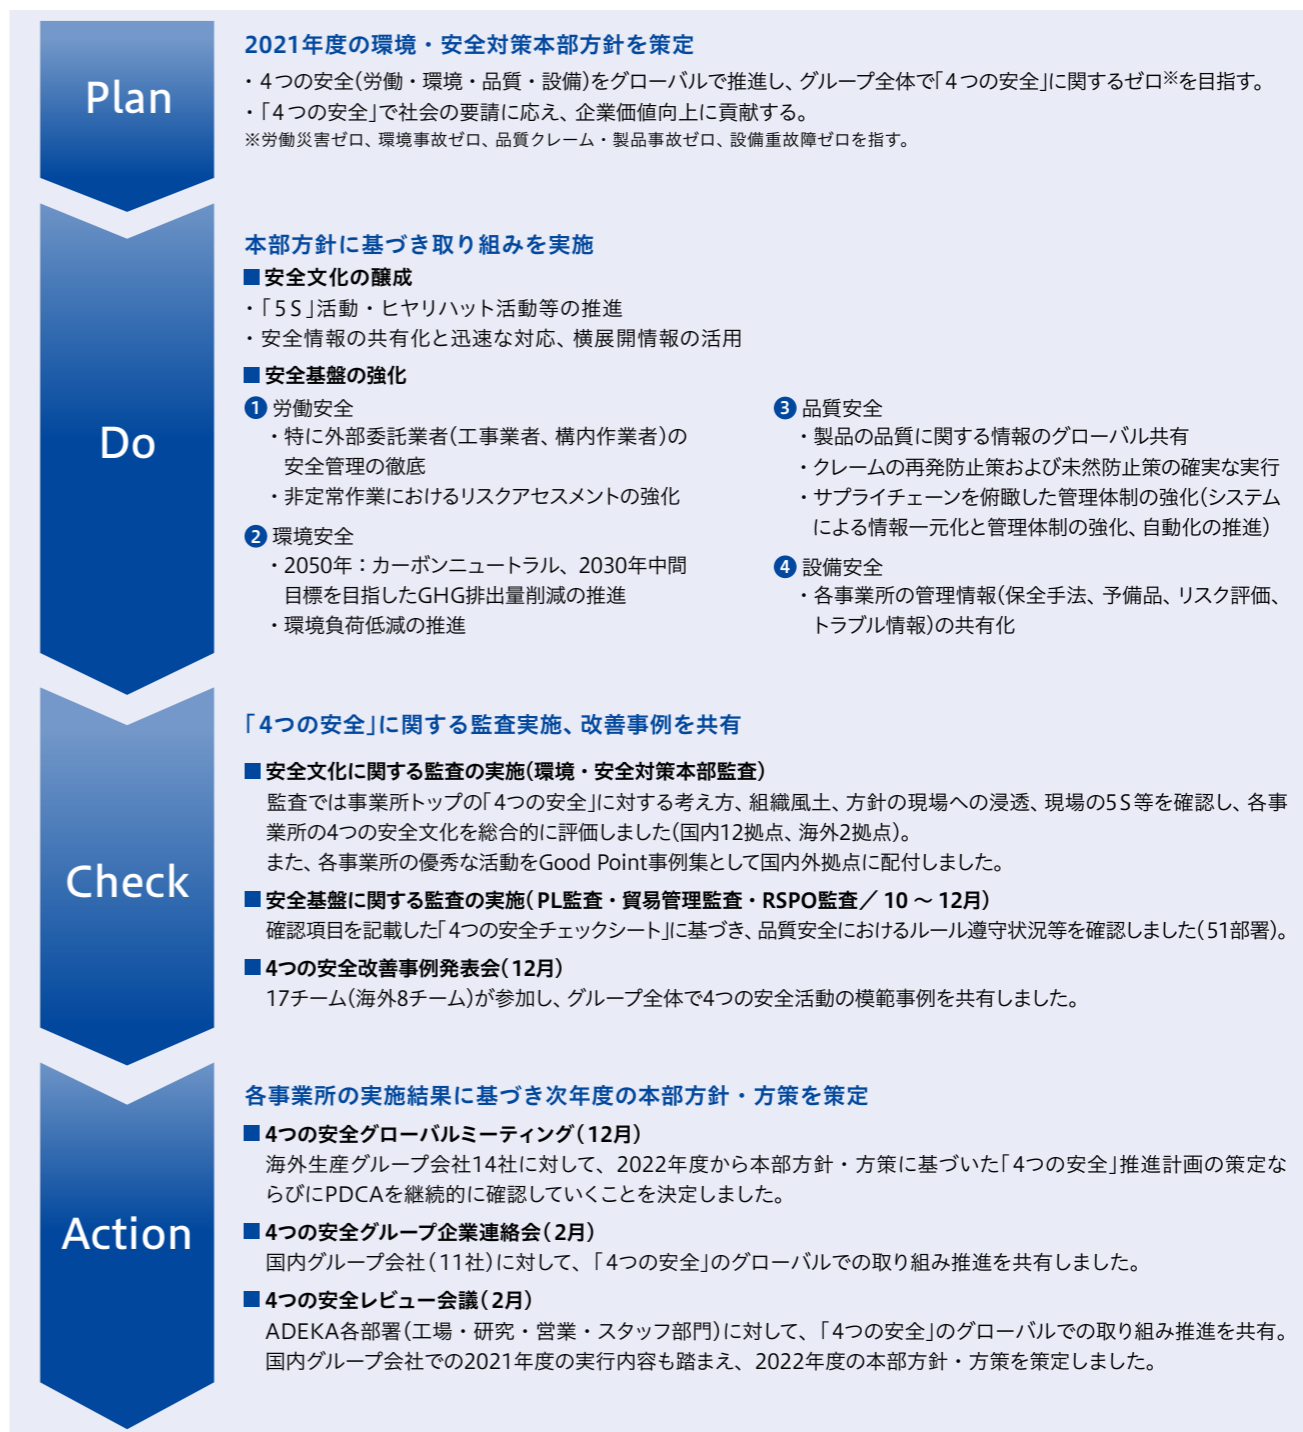 Plan
2021年度の環境・安全対策本部方針を策定
・4つの安全(労働・環境・品質・設備)をグローバルで推進し、グループ全体で「4つの安全」に関するゼロ※を目指す。
・「4つの安全」で社会の要請に応え、企業価値向上に貢献する。
※労働災害ゼロ、環境事故ゼロ、品質クレーム・製品事故ゼロ、設備重故障ゼロを指す。
Do
本部方針に基づき取り組みを実施
■安全文化の醸成
・「5S」活動・ヒヤリハット活動等の推進
・安全情報の共有化と迅速な対応、横展開情報の活用
■安全基盤の強化
❶ 労働安全
・特に外部委託業者(工事業者、構内作業者)の
安全管理の徹底
・非定常作業におけるリスクアセスメントの強化
❷ 環境安全
・2050年：カーボンニュートラル、2030年中間
目標を目指したGHG排出量削減の推進
・環境負荷低減の推進
❸ 品質安全
・製品の品質に関する情報のグローバル共有
・クレームの再発防止策および未然防止策の確実な実行
・サプライチェーンを俯瞰した管理体制の強化(システム
による情報一元化と管理体制の強化、自動化の推進)
❹ 設備安全
・各事業所の管理情報(保全手法、予備品、リスク評価、
トラブル情報)の共有化
Check
「4つの安全」に関する監査実施、改善事例を共有
■安全文化に関する監査の実施(環境・安全対策本部監査)
監査では事業所トップの「4つの安全」に対する考え方、組織風土、方針の現場への浸透、現場の5S等を確認し、各事
業所の4つの安全文化を総合的に評価しました(国内12拠点、海外2拠点)。
また、各事業所の優秀な活動をGood Point事例集として国内外拠点に配付しました。
■安全基盤に関する監査の実施(PL監査・貿易管理監査・RSPO監査／10～12月)
確認項目を記載した「4つの安全チェックシート」に基づき、品質安全におけるルール遵守状況等を確認しました(51部署)。
■4つの安全改善事例発表会(12月)
17チーム(海外8チーム)が参加し、グループ全体で4つの安全活動の模範事例を共有しました。
Action
各事業所の実施結果に基づき次年度の本部方針・方策を策定
■4つの安全グローバルミーティング(12月)
海外生産グループ会社14社に対して、2022年度から本部方針・方策に基づいた「4つの安全」推進計画の策定な
らびにPDCAを継続的に確認していくことを決定しました。
■4つの安全グループ企業連絡会(2月)
国内グループ会社(11社)に対して、「4つの安全」のグローバルでの取り組み推進を共有しました。
■4つの安全レビュー会議(2月)
ADEKA各部署(工場・研究・営業・スタッフ部門)に対して、「4つの安全」のグローバルでの取り組み推進を共有。
国内グループ会社での2021年度の実行内容も踏まえ、2022年度の本部方針・方策を策定しました。